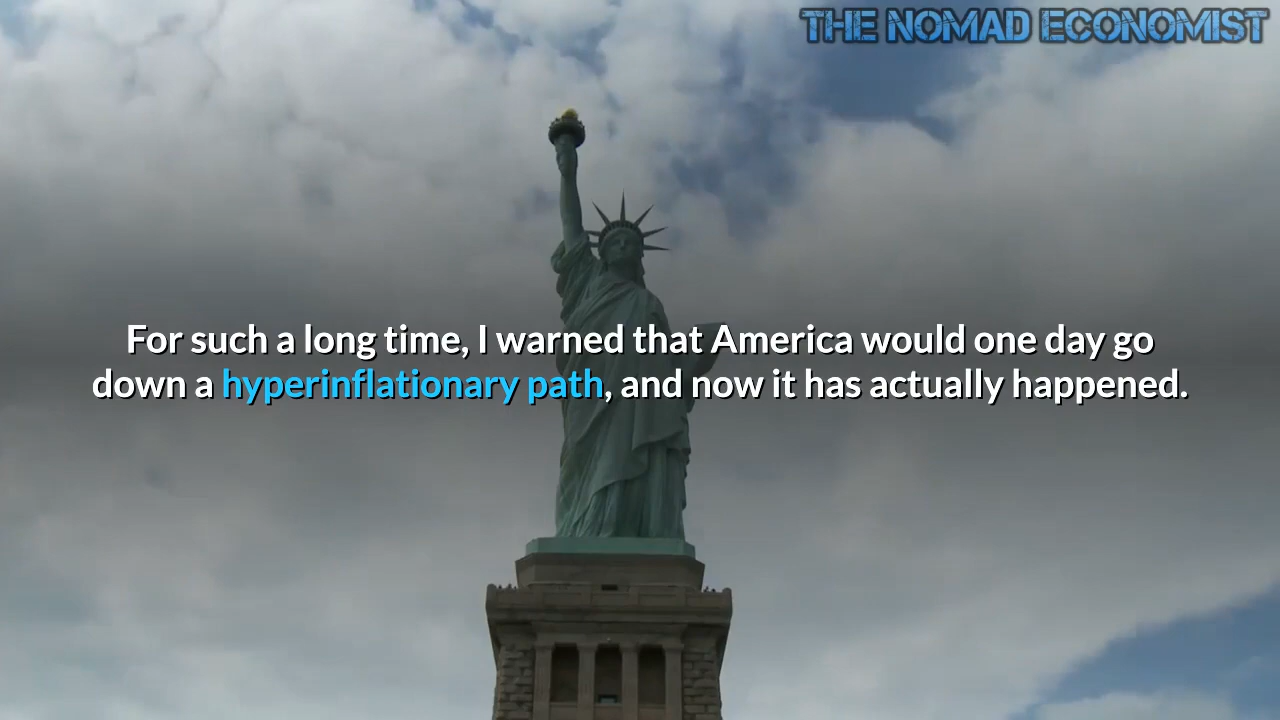 THE NOMAD ECONOMIST
For such a long time, I warned that America would one day go
down a hyperinflationary path, and now it has actually happened.